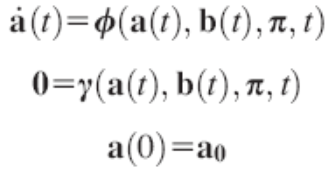 ȧ(t)=ϕ(a(t), b(t), π, t)
0=γ(a(t), b(t), π, t)
a(0)=a₀